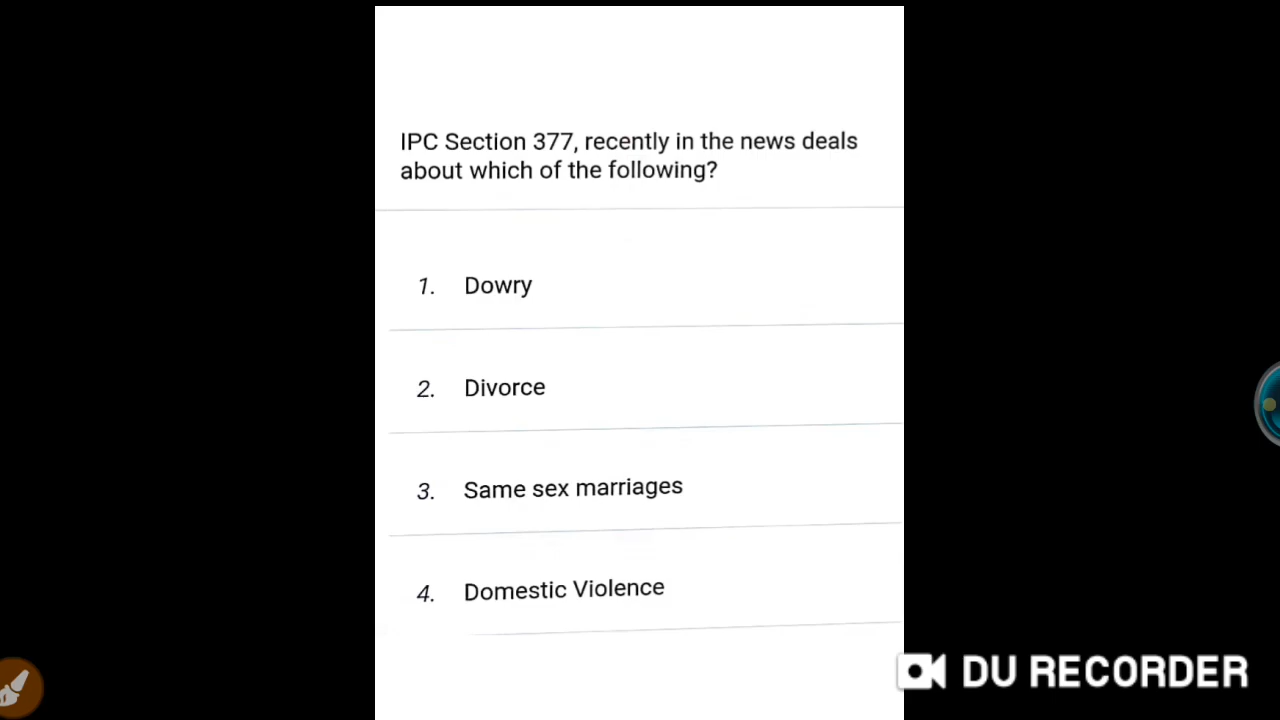 IPC Section 377, recently in the news deals
about which of the following?
1. Dowry
2. Divorce
3. Same sex marriages
4. Domestic Violence
DU RECORDER